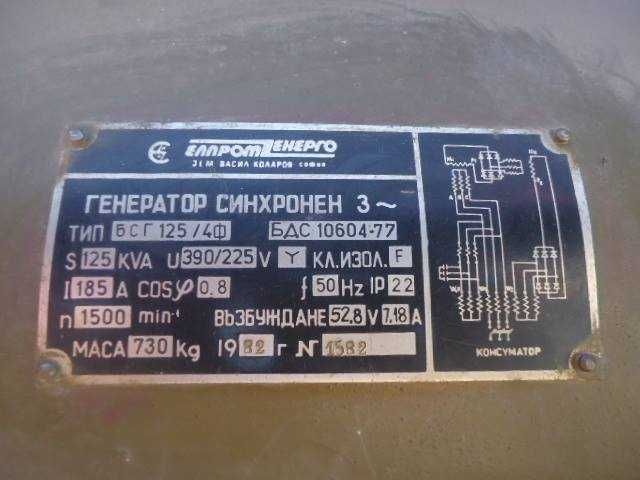 ЕЛПРОМ ЕНЕРГО
ЗЕМ ВАСИЛ КОЛАРОВ СОФИЯ
ГЕНЕРАТОР СИНХРОНЕН 3~
ТИП БСГ 125/4Ф БДС 10604-77
S 125 KVA U 390/225 V Y КЛ.ИЗОЛ. F
I 185 A COSφ 0.8 f 50 Hz IP 22
n 1500 min⁻¹ ВЪЗБУЖДАНЕ 52,8 V 7.18 A
МАСА 730 kg 1982 г № 1582
КОНСУМАТОР